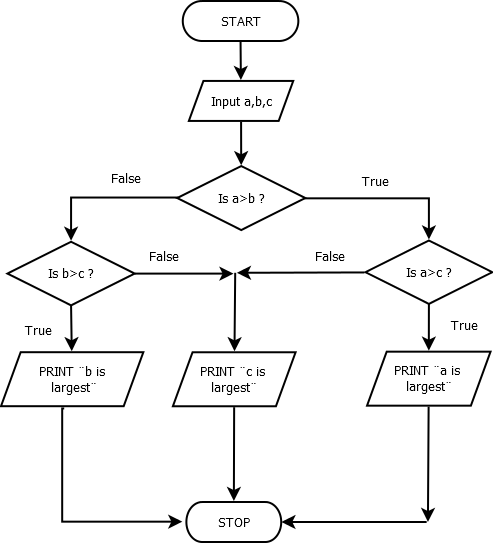 START
Input a,b,c
Is a>b ?
False
True
Is b>c ?
False
False
Is a>c ?
True
True
PRINT ¨b is
largest¨
PRINT ¨c is
largest¨
PRINT ¨a is
largest¨
STOP